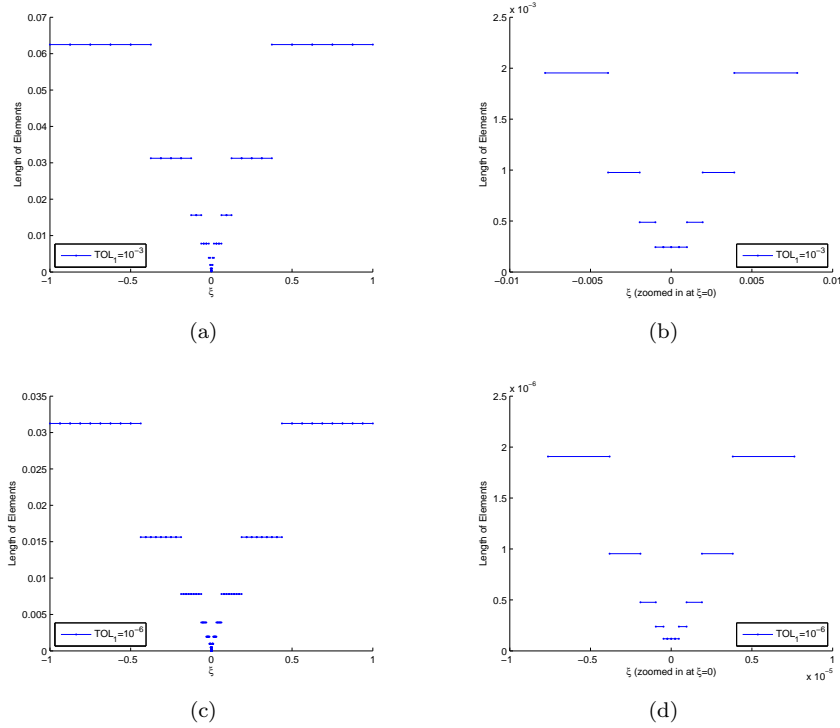 0.07
0.06
0.05
0.04
0.03
0.02
0.01
0
−1 −0.5 0 0.5 1
Length of Elements
ξ
TOL₁=10⁻³
(a)
x 10⁻³
2.5
2
1.5
1
0.5
0
−0.01 −0.005 0 0.005 0.01
Length of Elements
ξ (zoomed in at ξ=0)
TOL₁=10⁻³
(b)
0.035
0.03
0.025
0.02
0.015
0.01
0.005
0
−1 −0.5 0 0.5 1
Length of Elements
ξ
TOL₁=10⁻⁶
(c)
x 10⁻⁶
2.5
2
1.5
1
0.5
0
−1 −0.5 0 0.5 1
x 10⁻⁵
Length of Elements
ξ (zoomed in at ξ=0)
TOL₁=10⁻⁶
(d)